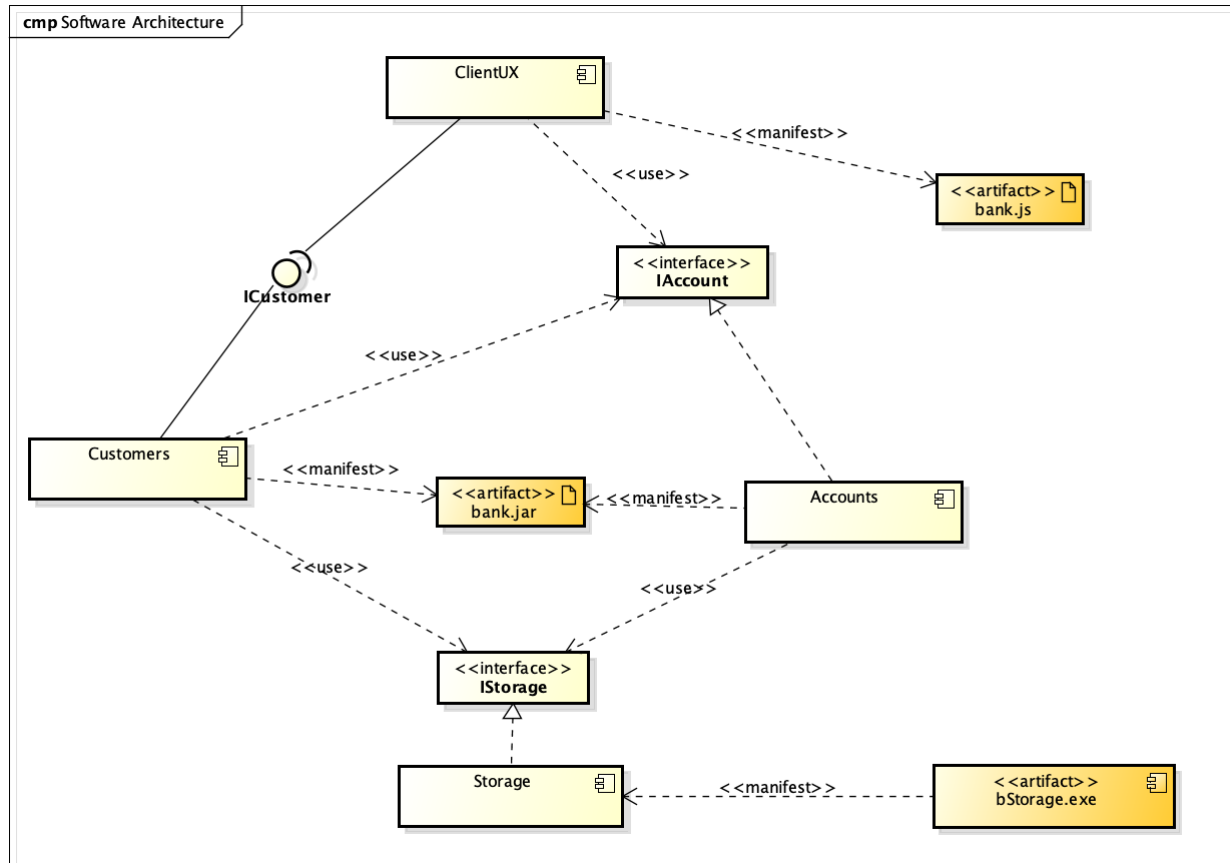 cmp Software Architecture
ClientUX
<<manifest>>
<<use>>
<<artifact>>
bank.js
<<interface>>
IAccount
ICustomer
<<use>>
Customers
<<manifest>>
<<artifact>>
bank.jar
<<manifest>>
Accounts
<<use>>
<<use>>
<<interface>>
IStorage
Storage
<<manifest>>
<<artifact>>
bStorage.exe